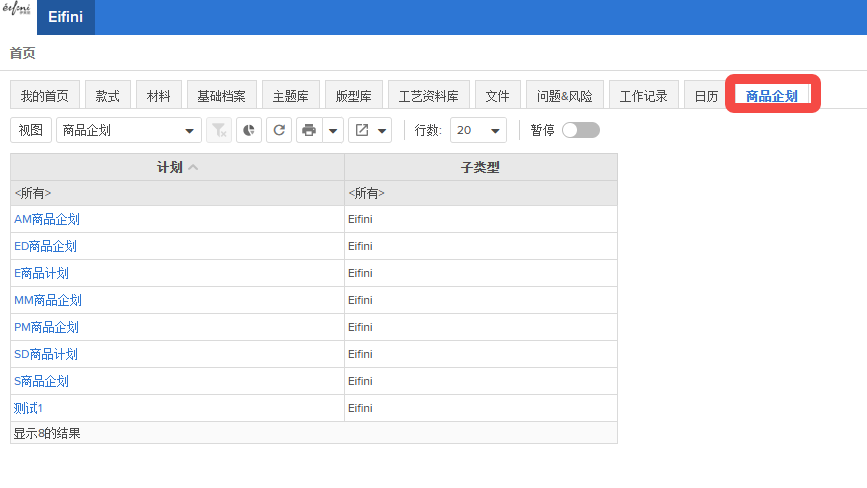 éifini Eifini
首页
我的首页 款式 材料 基础档案 主题库 版型库 工艺资料库 文件 问题&风险 工作记录 日历 商品企划
视图 商品企划 行数: 20 暂停
计划 子类型
<所有> <所有>
AM商品企划 Eifini
ED商品企划 Eifini
E商品计划 Eifini
MM商品企划 Eifini
PM商品企划 Eifini
SD商品计划 Eifini
S商品企划 Eifini
测试1 Eifini
显示8的结果